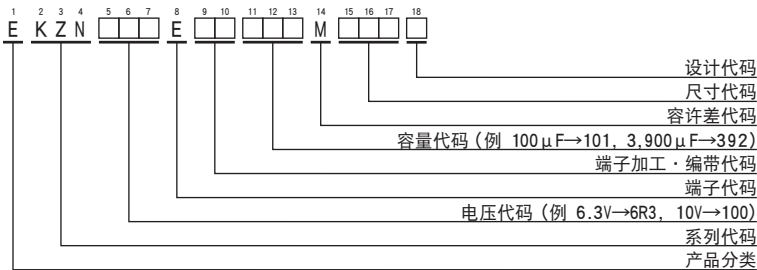 1 2 3 4 5 6 7 8 9 10 11 12 13 14 15 16 17 18
E KZN □□□ E □□ □□□ M □□□ □
设计代码
尺寸代码
容许差代码
容量代码 (例 100μF→101, 3,900μF→392)
端子加工・编带代码
端子代码
电压代码 (例 6.3V→6R3, 10V→100)
系列代码
产品分类